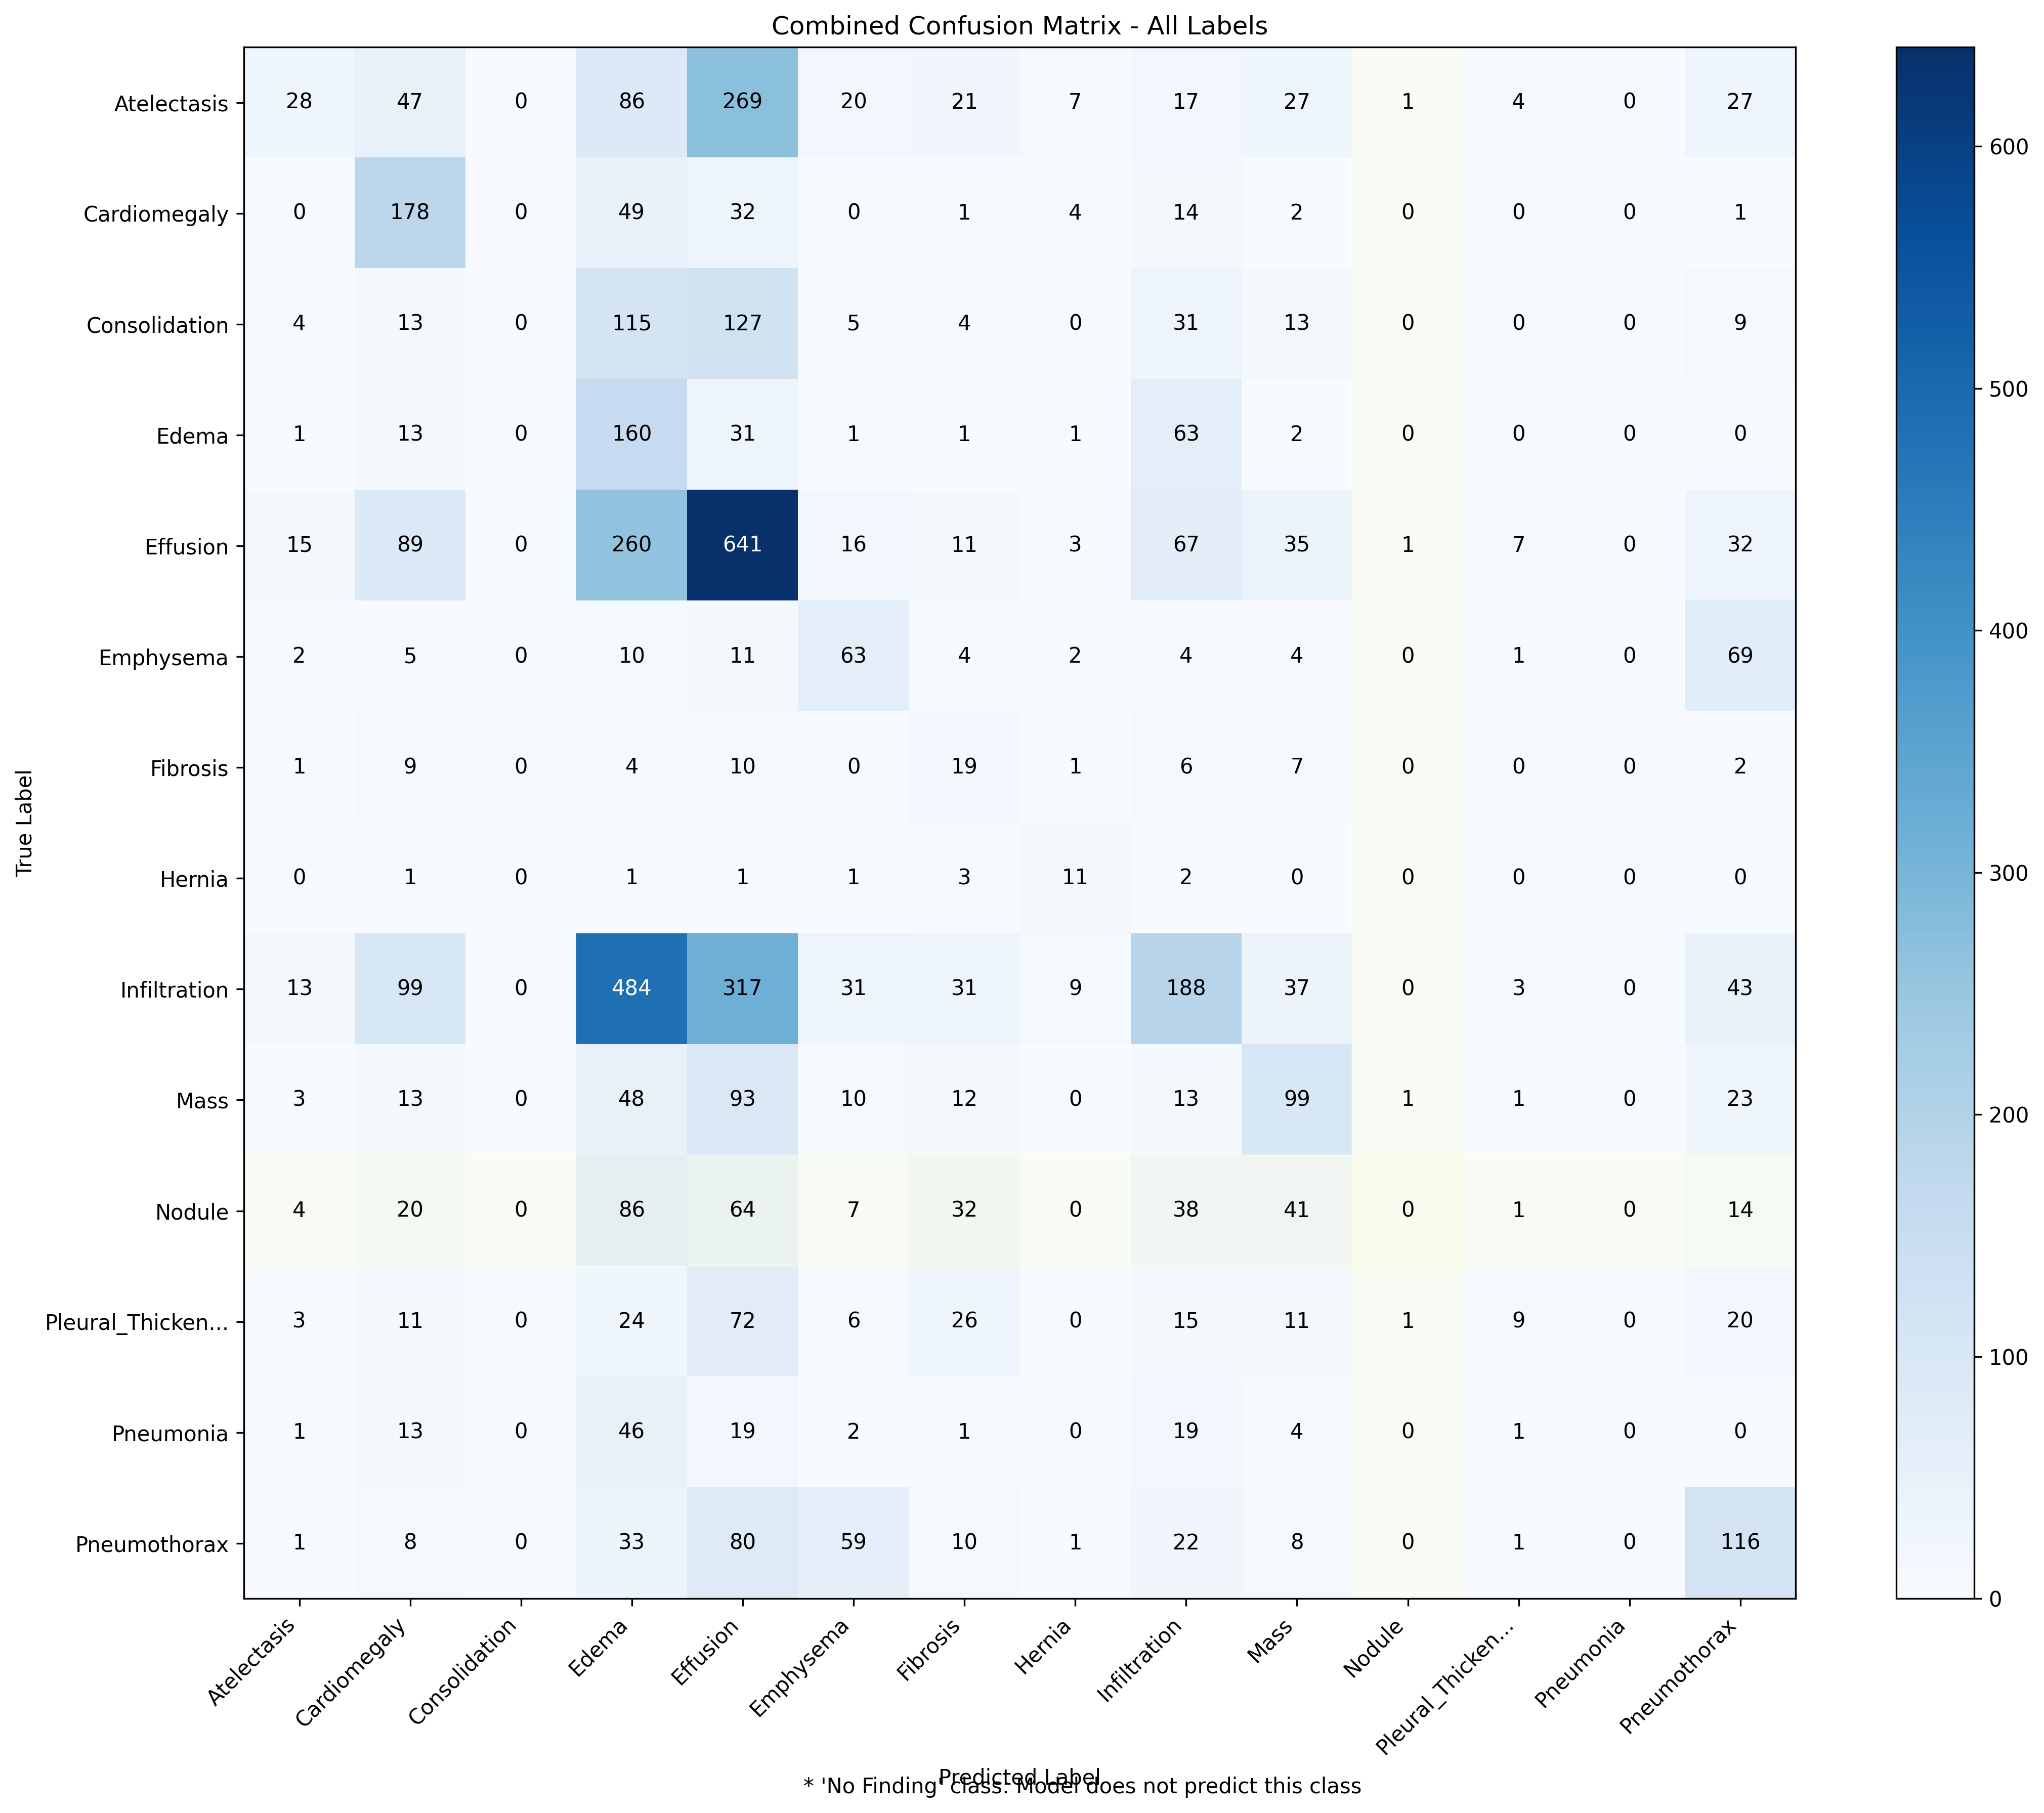 Combined Confusion Matrix - All Labels
Atelectasis 28 47 0 86 269 20 21 7 17 27 1 4 0 27
Cardiomegaly 0 178 0 49 32 0 1 4 14 2 0 0 0 1
Consolidation 4 13 0 115 127 5 4 0 31 13 0 0 0 9
Edema 1 13 0 160 31 1 1 1 63 2 0 0 0 0
Effusion 15 89 0 260 641 16 11 3 67 35 1 7 0 32
Emphysema 2 5 0 10 11 63 4 2 4 4 0 1 0 69
Fibrosis 1 9 0 4 10 0 19 1 6 7 0 0 0 2
Hernia 0 1 0 1 1 1 3 11 2 0 0 0 0 0
Infiltration 13 99 0 484 317 31 31 9 188 37 0 3 0 43
Mass 3 13 0 48 93 10 12 0 13 99 1 1 0 23
Nodule 4 20 0 86 64 7 32 0 38 41 0 1 0 14
Pleural_Thicken... 3 11 0 24 72 6 26 0 15 11 1 9 0 20
Pneumonia 1 13 0 46 19 2 1 0 19 4 0 1 0 0
Pneumothorax 1 8 0 33 80 59 10 1 22 8 0 1 0 116
True Label
Atelectasis Cardiomegaly Consolidation Edema Effusion Emphysema Fibrosis Hernia Infiltration Mass Nodule Pleural_Thicken... Pneumonia Pneumothorax
Predicted Label
* 'No Finding' class: Model does not predict this class
600
500
400
300
200
100
0